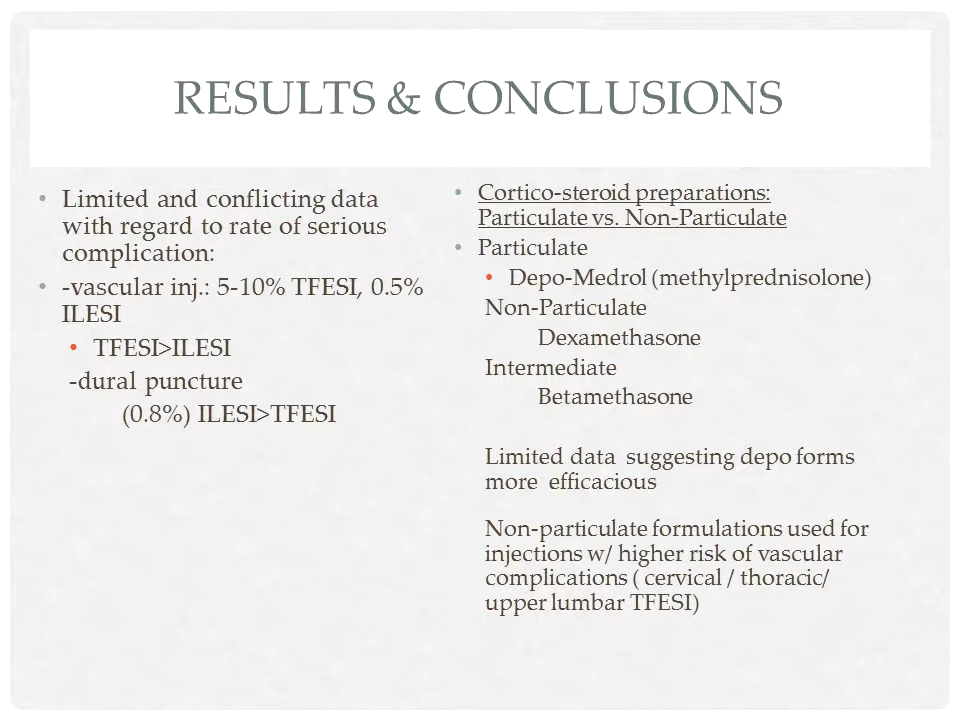 RESULTS & CONCLUSIONS
• Limited and conflicting data
with regard to rate of serious
complication:
• -vascular inj.: 5-10% TFESI, 0.5%
ILESI
• TFESI>ILESI
-dural puncture
(0.8%) ILESI>TFESI
• Cortico-steroid preparations:
Particulate vs. Non-Particulate
• Particulate
• Depo-Medrol (methylprednisolone)
Non-Particulate
Dexamethasone
Intermediate
Betamethasone
Limited data suggesting depo forms
more efficacious
Non-particulate formulations used for
injections w/ higher risk of vascular
complications ( cervical / thoracic/
upper lumbar TFESI)